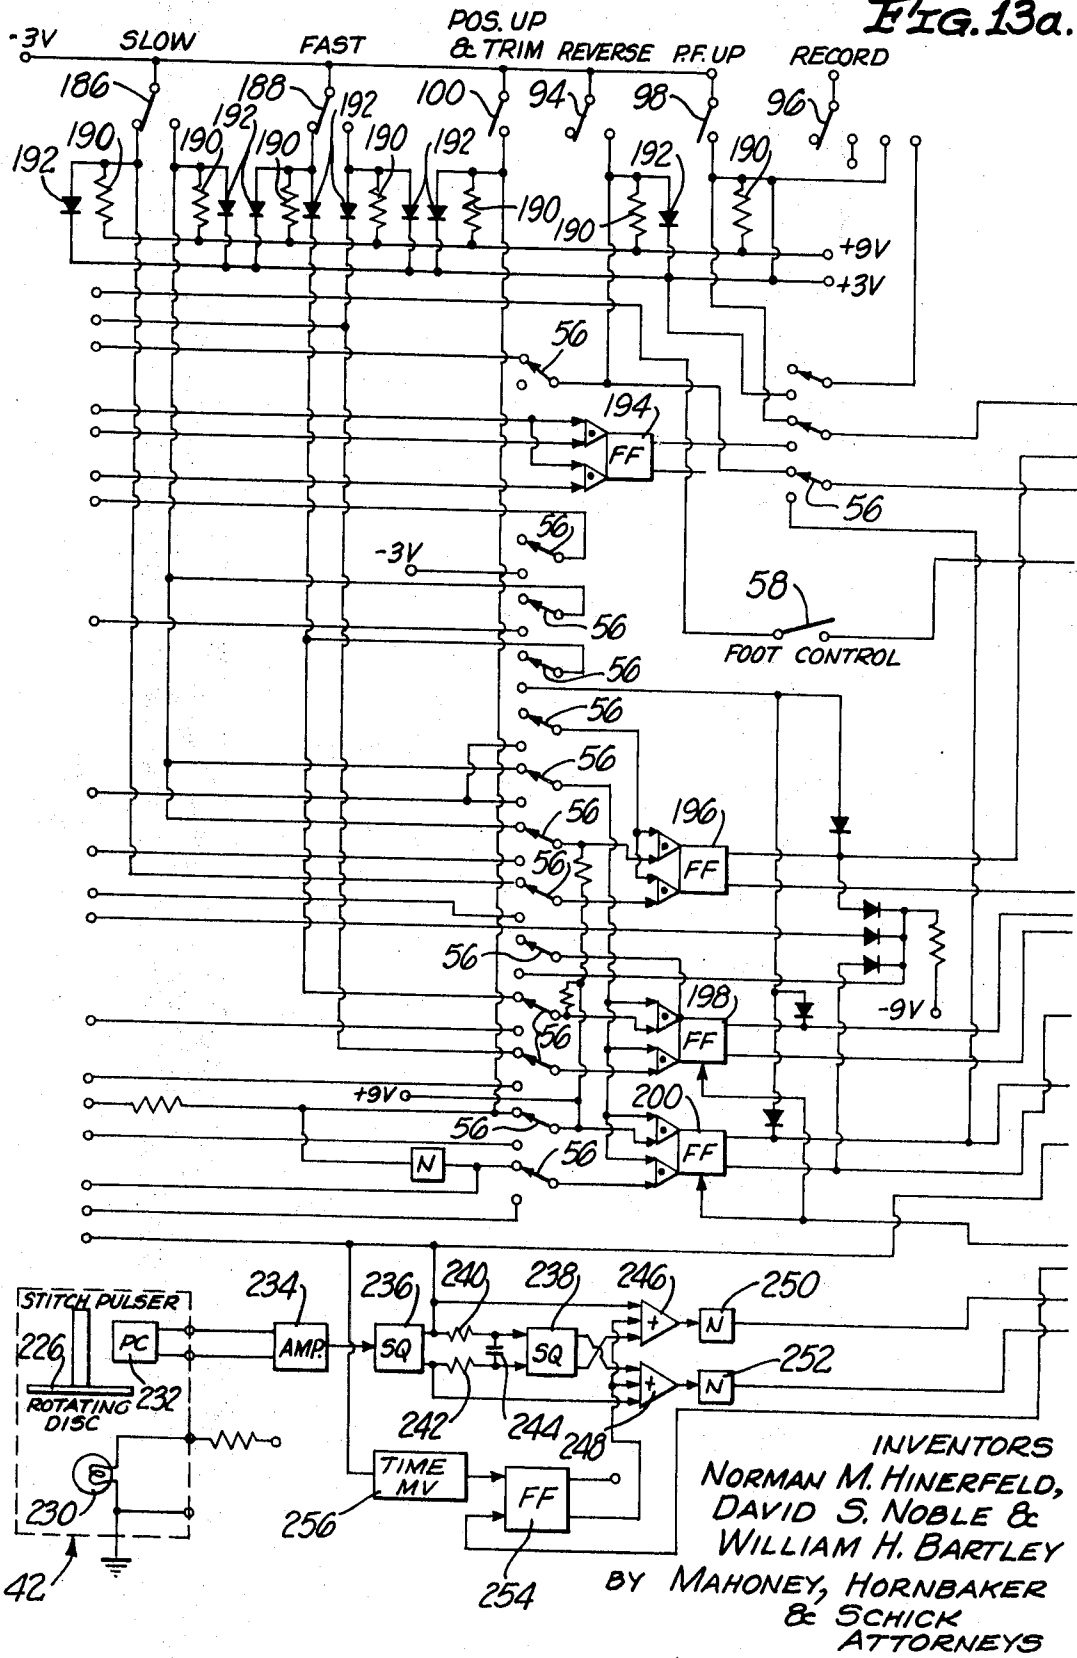 FIG. 13a.
-3V SLOW FAST POS. UP & TRIM REVERSE P.F. UP RECORD
186 188 100 94 98 96
192 190 190 192 190 192 190 192 190 190 192 190
+9V
+3V
56
194
FF
56
56
-3V
58
56
FOOT CONTROL
56
56
56
196
56
FF
56
56
198
-9V
FF
56
+9V
200
56
FF
56
N
STITCH PULSER
234 236 240 238 246 250
226
PC
AMP.
SQ
SQ
+
N
ROTATING DISC
232
242 244 248
+
N
252
230
TIME MV
FF
256
254
42
INVENTORS
NORMAN M. HINERFELD,
DAVID S. NOBLE &
WILLIAM H. BARTLEY
BY MAHONEY, HORNBAKER
& SCHICK
ATTORNEYS